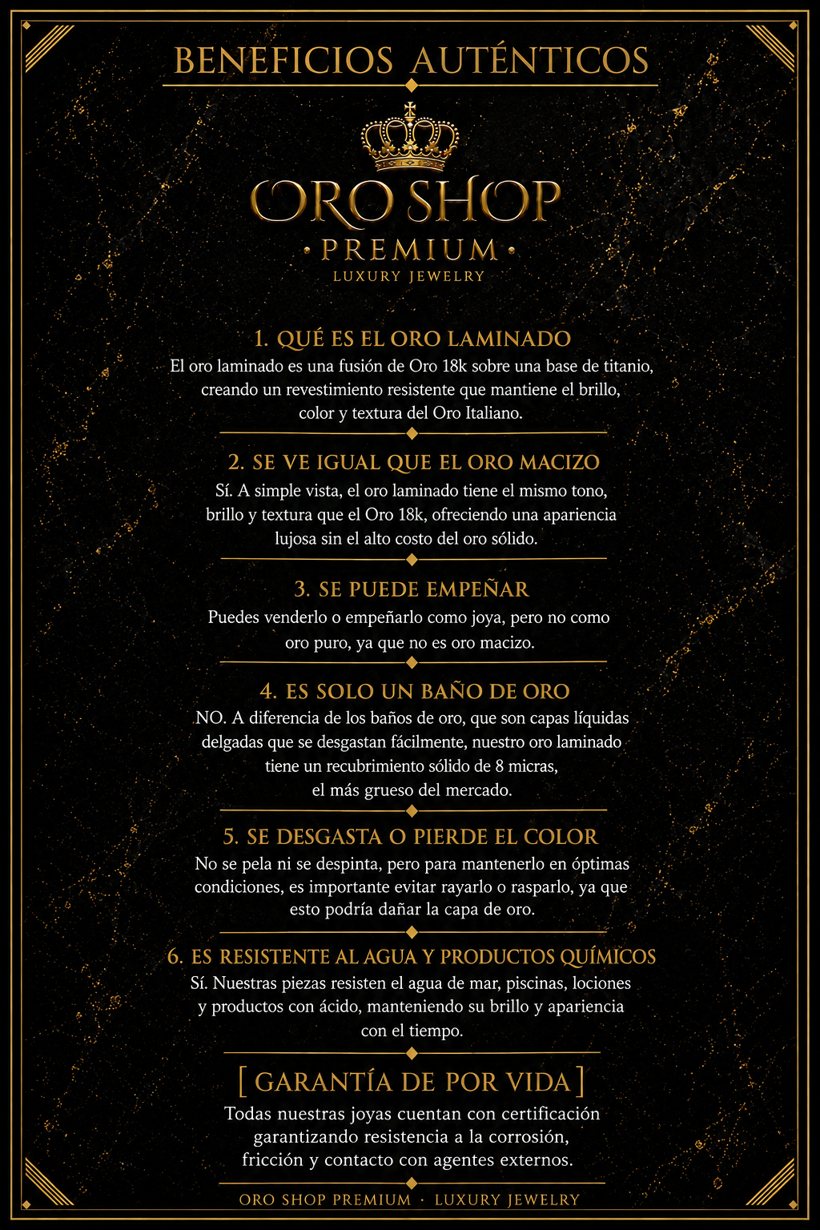 BENEFICIOS AUTÉNTICOS
ORO SHOP
· PREMIUM ·
LUXURY JEWELRY
1. QUÉ ES EL ORO LAMINADO
El oro laminado es una fusión de Oro 18k sobre una base de titanio,
creando un revestimiento resistente que mantiene el brillo,
color y textura del Oro Italiano.
2. SE VE IGUAL QUE EL ORO MACIZO
Sí. A simple vista, el oro laminado tiene el mismo tono,
brillo y textura que el Oro 18k, ofreciendo una apariencia
lujosa sin el alto costo del oro sólido.
3. SE PUEDE EMPEÑAR
Puedes venderlo o empeñarlo como joya, pero no como
oro puro, ya que no es oro macizo.
4. ES SOLO UN BAÑO DE ORO
NO. A diferencia de los baños de oro, que son capas líquidas
delgadas que se desgastan fácilmente, nuestro oro laminado
tiene un recubrimiento sólido de 8 micras,
el más grueso del mercado.
5. SE DESGASTA O PIERDE EL COLOR
No se pela ni se despinta, pero para mantenerlo en óptimas
condiciones, es importante evitar rayarlo o rasparlo, ya que
esto podría dañar la capa de oro.
6. ES RESISTENTE AL AGUA Y PRODUCTOS QUÍMICOS
Sí. Nuestras piezas resisten el agua de mar, piscinas, lociones
y productos con ácido, manteniendo su brillo y apariencia
con el tiempo.
[ GARANTÍA DE POR VIDA ]
Todas nuestras joyas cuentan con certificación
garantizando resistencia a la corrosión,
fricción y contacto con agentes externos.
ORO SHOP PREMIUM · LUXURY JEWELRY